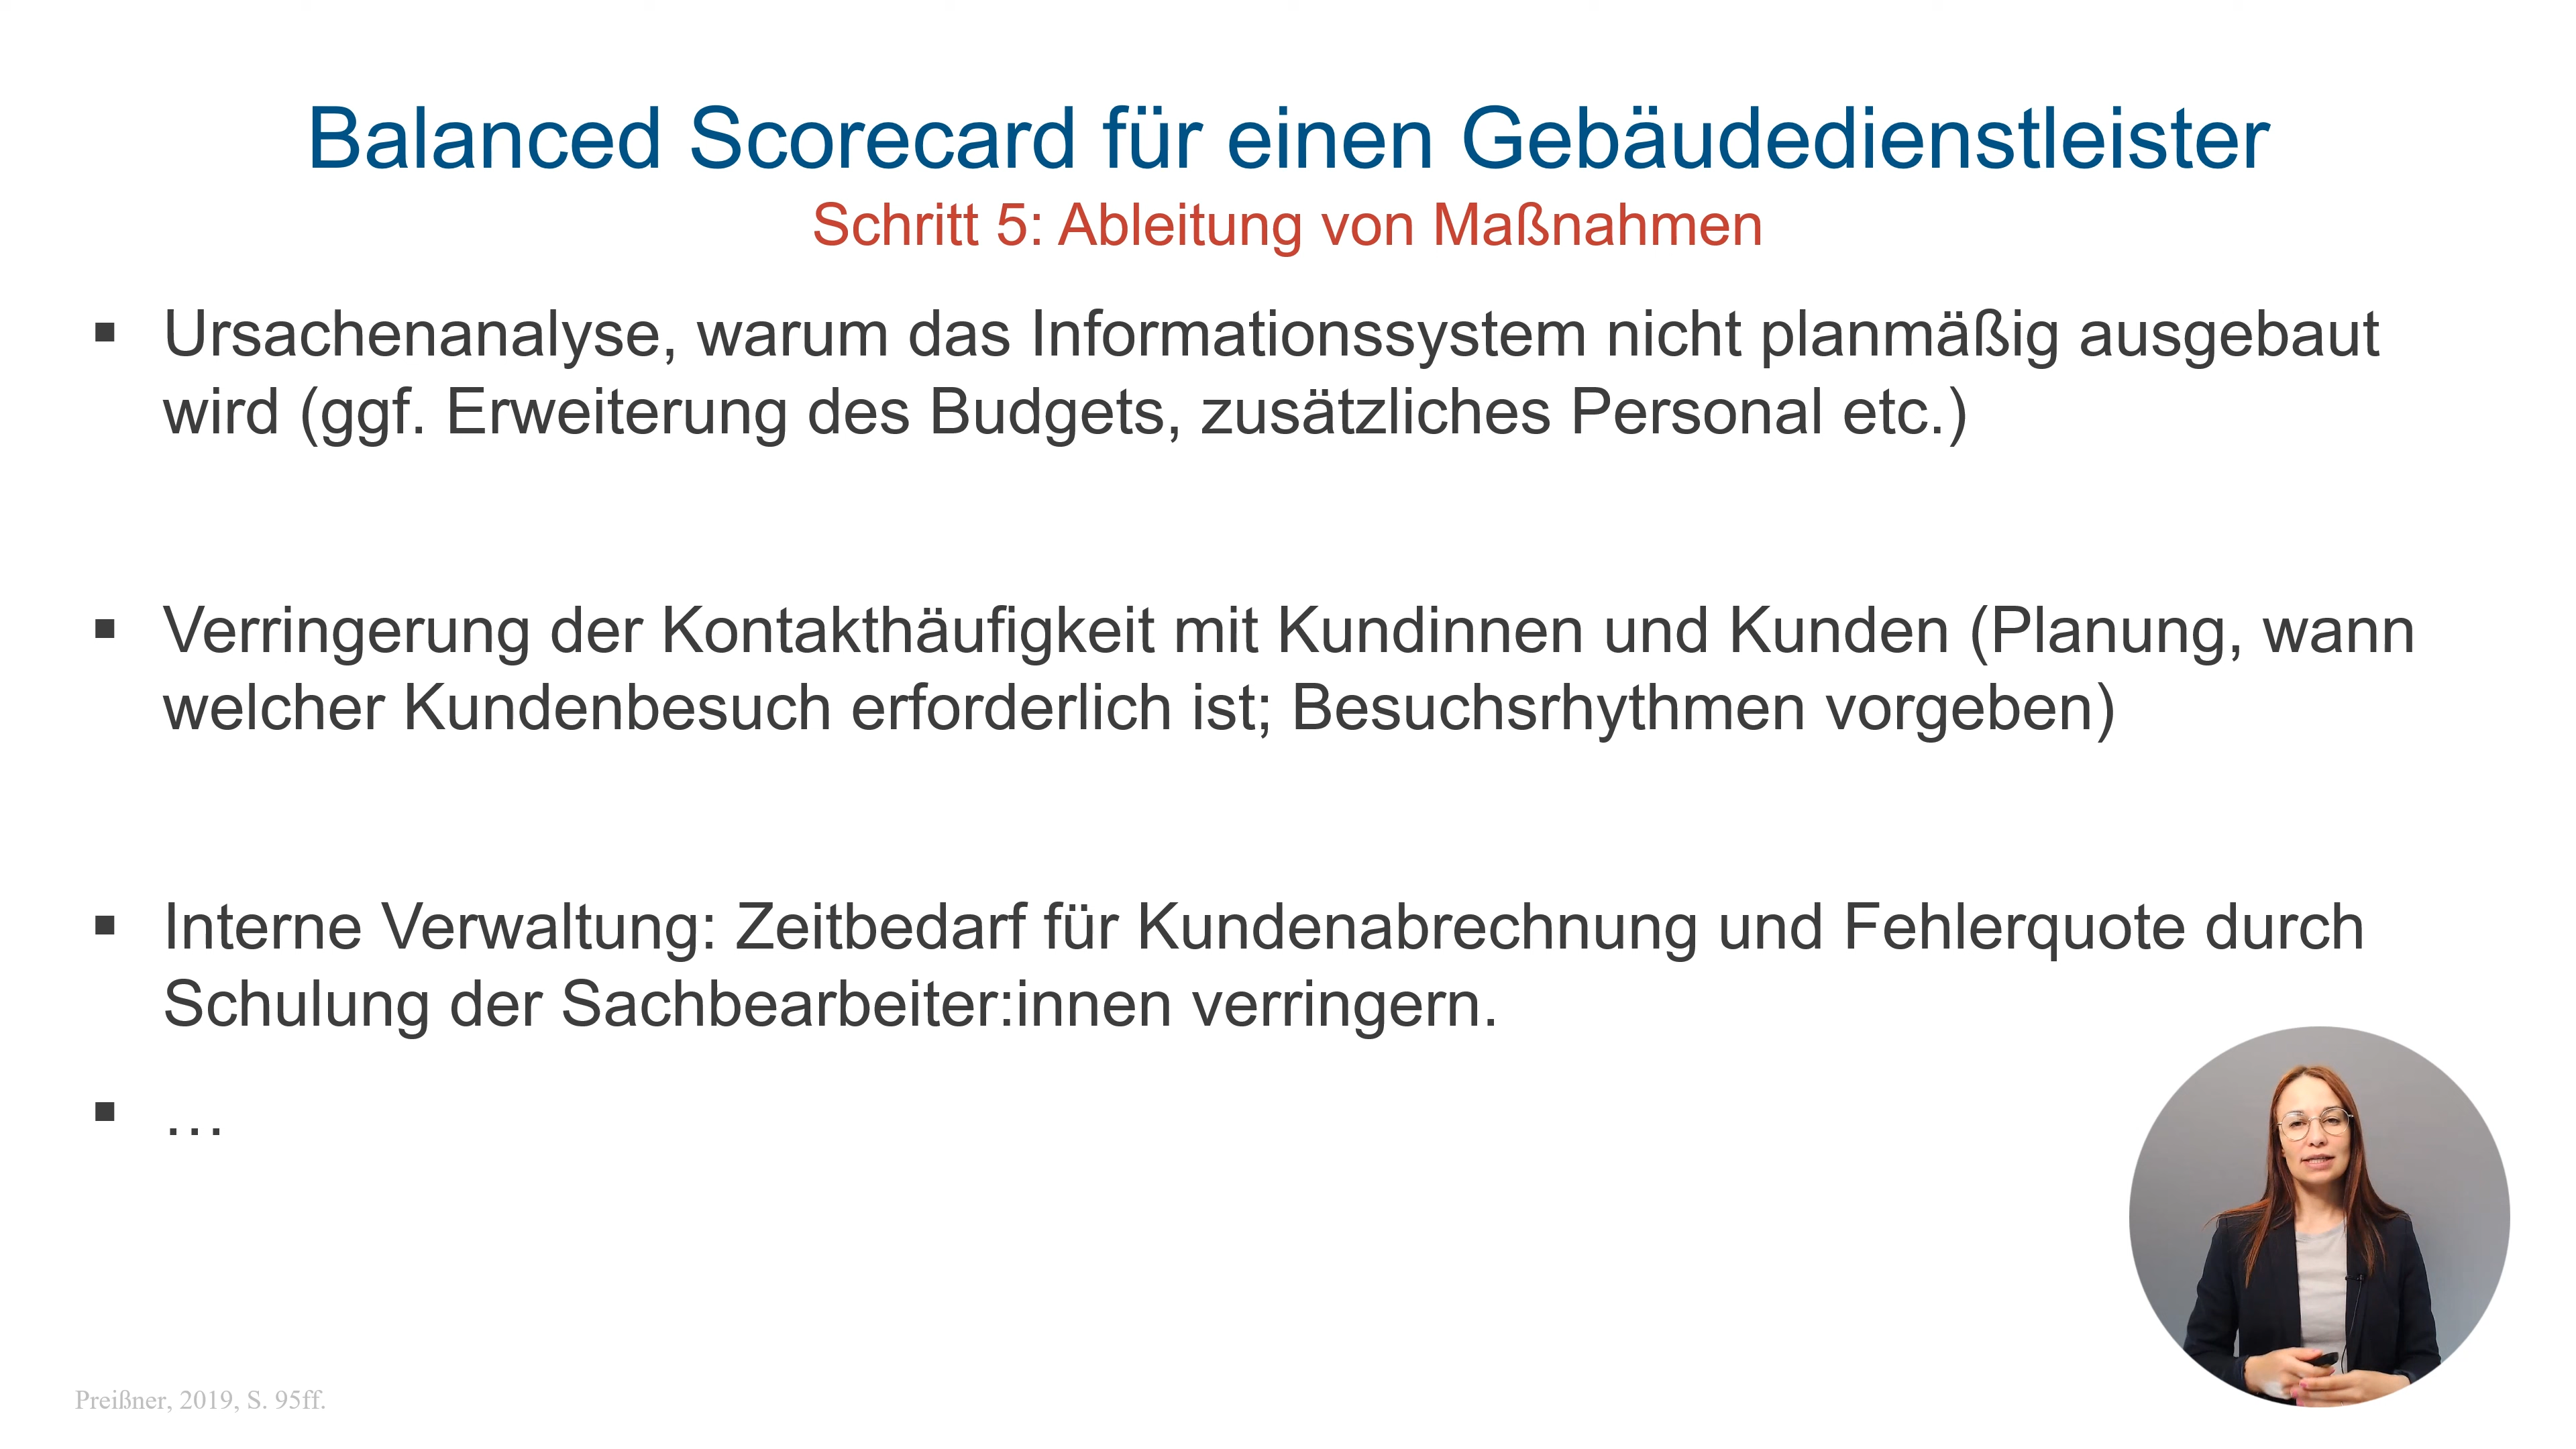 Balanced Scorecard für einen Gebäudedienstleister
Schritt 5: Ableitung von Maßnahmen
▪ Ursachenanalyse, warum das Informationssystem nicht planmäßig ausgebaut
wird (ggf. Erweiterung des Budgets, zusätzliches Personal etc.)
▪ Verringerung der Kontakthäufigkeit mit Kundinnen und Kunden (Planung, wann
welcher Kundenbesuch erforderlich ist; Besuchsrhythmen vorgeben)
▪ Interne Verwaltung: Zeitbedarf für Kundenabrechnung und Fehlerquote durch
Schulung der Sachbearbeiter:innen verringern.
▪ …
Preißner, 2019, S. 95ff.